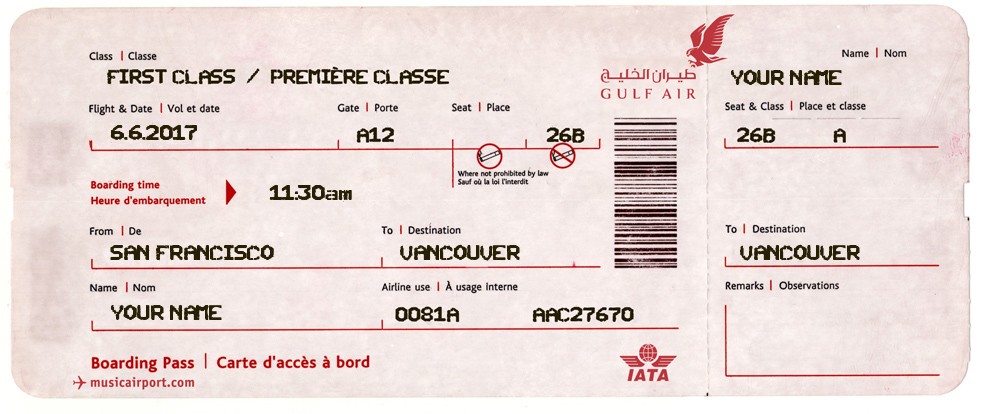 Class | Classe
FIRST CLASS / PREMIÈRE CLASSE
Flight & Date | Vol et date
Gate | Porte
Seat | Place
6.6.2017
A12
26B
Where not prohibited by law
Sauf où la loi l'interdit
Boarding time
Heure d'embarquement
11:30am
From | De
To | Destination
SAN FRANCISCO
VANCOUVER
Name | Nom
Airline use | À usage interne
YOUR NAME
0081A
AAC27670
Boarding Pass | Carte d'accès à bord
musicairport.com
طيران الخليج
GULF AIR
IATA
Name | Nom
YOUR NAME
Seat & Class | Place et classe
26B
A
To | Destination
VANCOUVER
Remarks | Observations